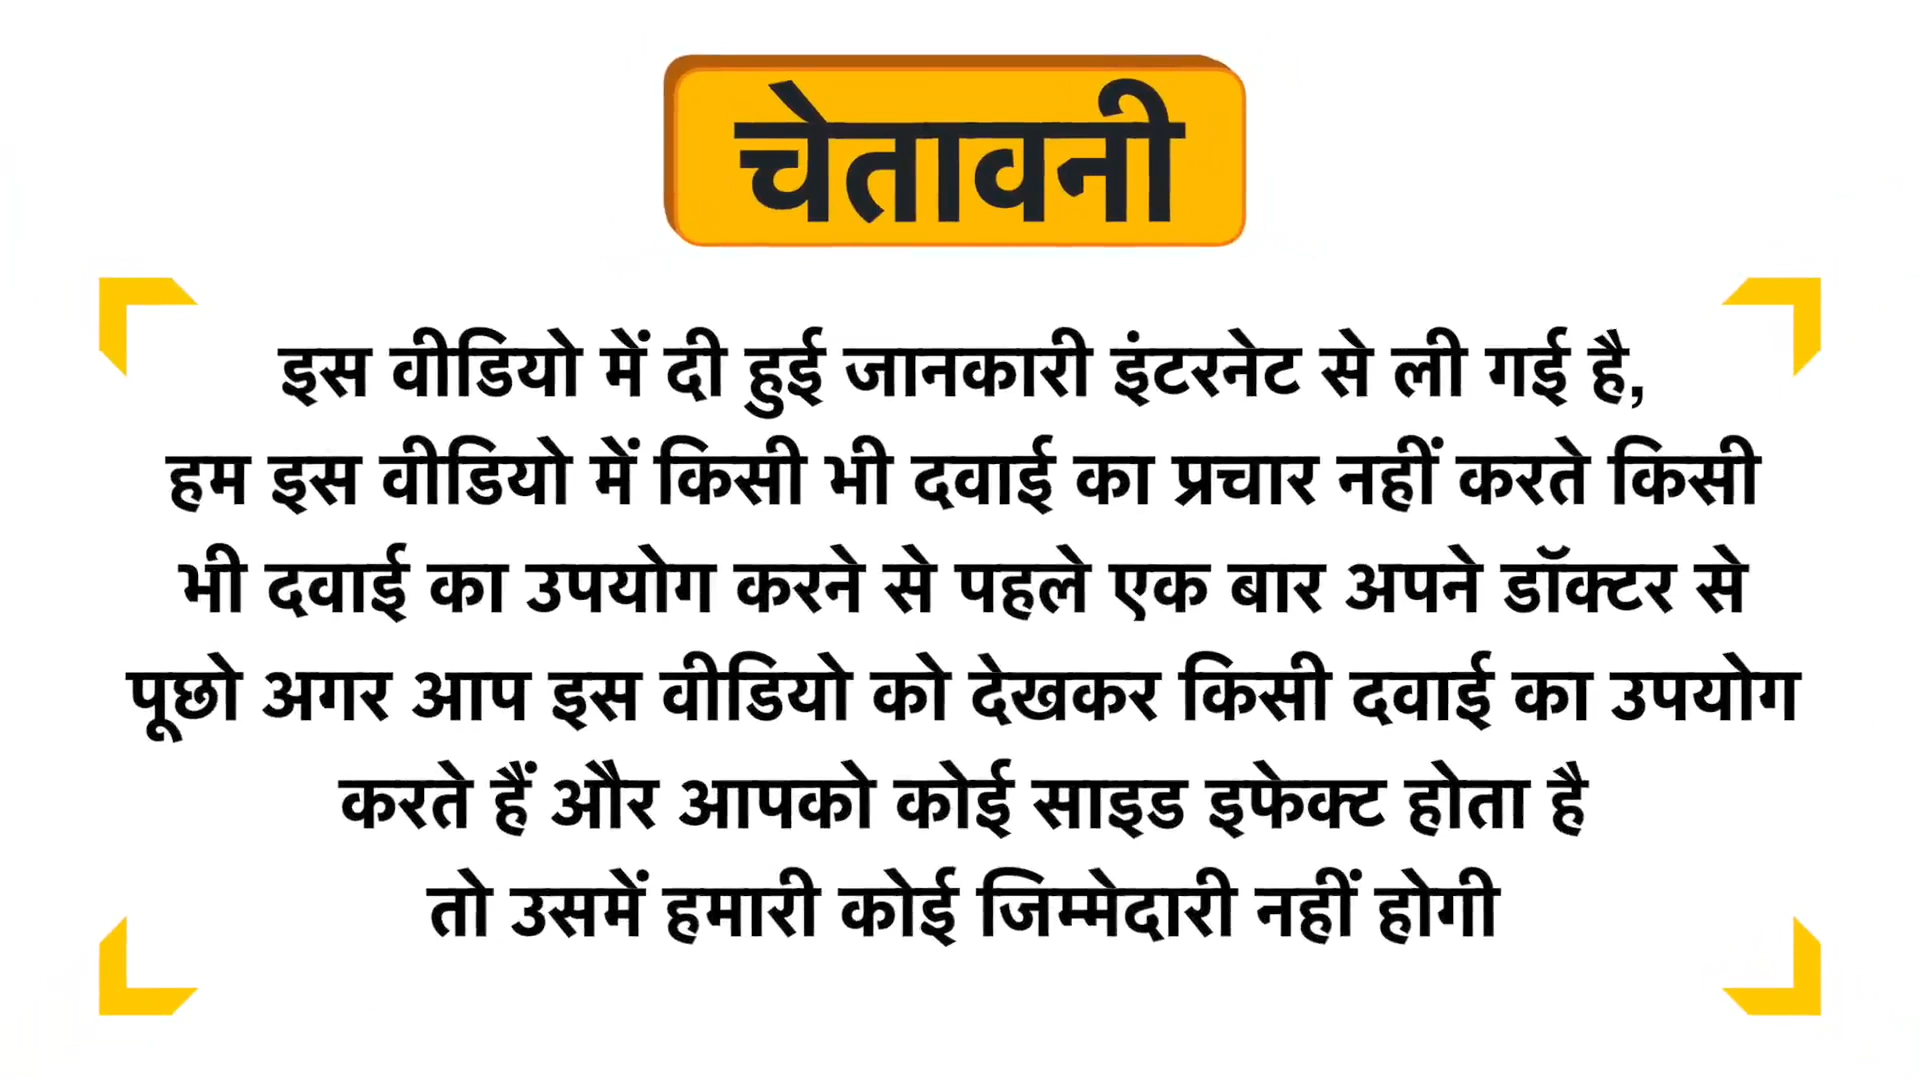 चेतावनी
इस वीडियो में दी हुई जानकारी इंटरनेट से ली गई है,
हम इस वीडियो में किसी भी दवाई का प्रचार नहीं करते किसी
भी दवाई का उपयोग करने से पहले एक बार अपने डॉक्टर से
पूछो अगर आप इस वीडियो को देखकर किसी दवाई का उपयोग
करते हैं और आपको कोई साइड इफेक्ट होता है
तो उसमें हमारी कोई जिम्मेदारी नहीं होगी